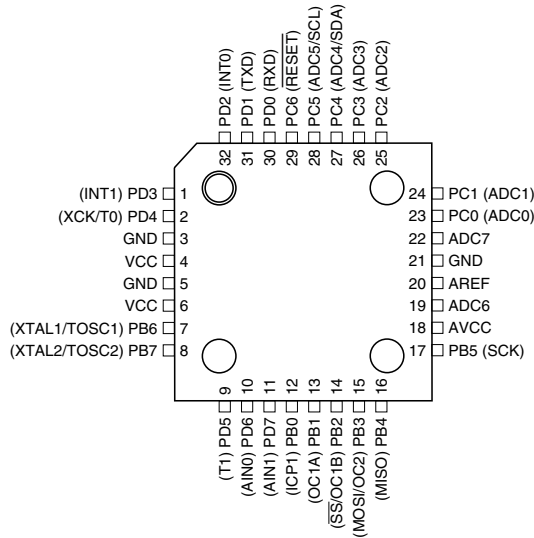 PD2 (INT0)
PD1 (TXD)
PD0 (RXD)
PC6 (RESET)
PC5 (ADC5/SCL)
PC4 (ADC4/SDA)
PC3 (ADC3)
PC2 (ADC2)
32
31
30
29
28
27
26
25
(INT1) PD3 1
(XCK/T0) PD4 2
GND 3
VCC 4
GND 5
VCC 6
(XTAL1/TOSC1) PB6 7
(XTAL2/TOSC2) PB7 8
24 PC1 (ADC1)
23 PC0 (ADC0)
22 ADC7
21 GND
20 AREF
19 ADC6
18 AVCC
17 PB5 (SCK)
9
10
11
12
13
14
15
16
(T1) PD5
(AIN0) PD6
(AIN1) PD7
(ICP1) PB0
(OC1A) PB1
(SS/OC1B) PB2
(MOSI/OC2) PB3
(MISO) PB4